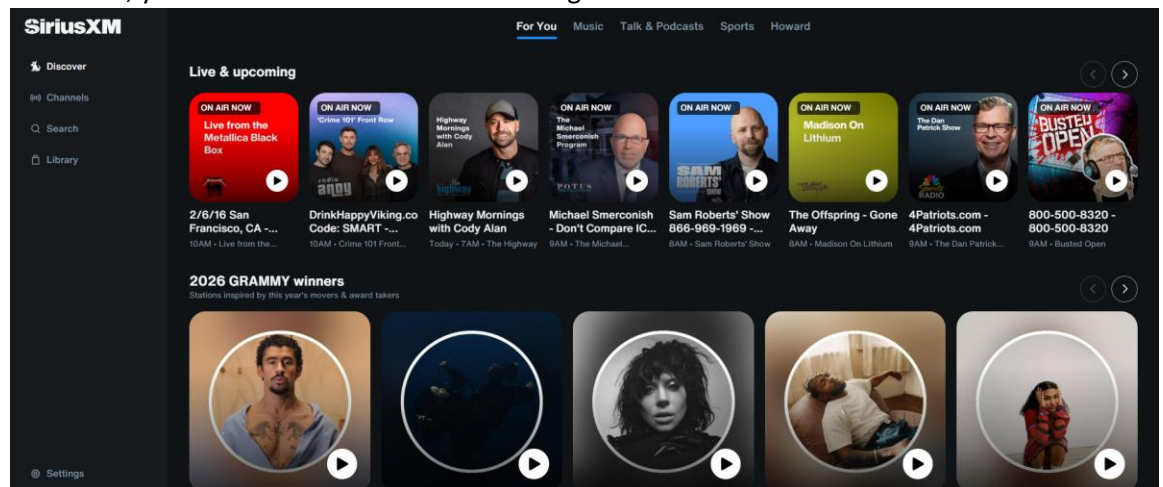 SiriusXM
For You Music Talk & Podcasts Sports Howard
Discover
Channels
Search
Library
Settings
Live & upcoming
ON AIR NOW
Live from the
Metallica Black
Box
2/6/16 San
Francisco, CA -...
10AM • Live from the...
ON AIR NOW
'Crime 101' Front Row
radio
andy
DrinkHappyViking.co
Code: SMART -...
10AM • Crime 101 Front...
Highway
Mornings
with Cody
Alan
the
highway
Highway Mornings
with Cody Alan
Today • 7AM • The Highway
ON AIR NOW
The
Michael
Smerconish
Program
POTUS
Michael Smerconish
- Don't Compare IC...
9AM • The Michael...
ON AIR NOW
SAM
ROBERTS'
SHOW
Sam Roberts' Show
866-969-1969 -...
8AM • Sam Roberts' Show
ON AIR NOW
Madison On
Lithium
The Offspring - Gone
Away
8AM • Madison On Lithium
ON AIR NOW
The Dan
Patrick Show
RADIO
4Patriots.com -
4Patriots.com
9AM • The Dan Patrick...
ON AIR NOW
BUSTED
OPEN
800-500-8320 -
800-500-8320
9AM • Busted Open
2026 GRAMMY winners
Stations inspired by this year's movers & award takers